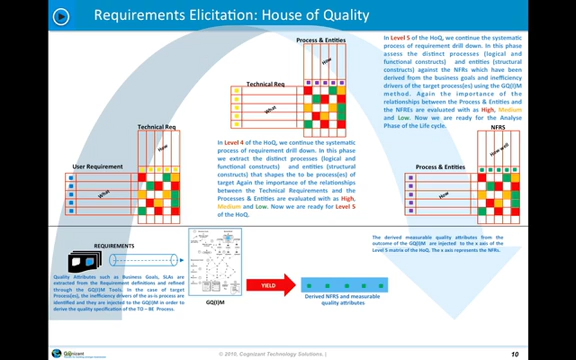 Requirements Elicitation: House of Quality
Process & Entities
How
Technical Req
What
In Level 5 of the HoQ, we continue the systematic
process of requirement drill down. In this phase
assess the distinct processes (logical and
functional constructs) and entities (structural
constructs) against the NFRs which have been
derived from the business goals and inefficiency
drivers of the target process(es) using the GQ(I)M
method. Again the importance of the
relationships between the Process & Entities and
the NFREs are evaluated with as High, Medium
and Low. Now we are ready for the Analyse
Phase of the Life cycle.
Technical Req
How
User Requirement
What
In Level 4 of the HoQ, we continue the systematic
process of requirement drill down. In this phase
we extract the distinct processes (logical and
functional constructs) and entities (structural
constructs) that shapes the to be process(es) of
target Again the importance of the relationships
between the Technical Requirements and the
Processes & Entities are evaluated with as High,
Medium and Low. Now we are ready for Level 5
of the HoQ.
NFRS
How well
Process & Entities
How
REQUIREMENTS
Quality Attributes such as Business Goals, SLAs are
extracted from the Requirement definitions and refined
through the GQ(I)M Tools. In the case of target
Process(es), the inefficiency drivers of the as-is process are
identified and they are injected to the GQ(I)M in order to
derive the quality specification of the TO – BE Process.
GQ(I)M
YIELD
Derived NFRS and measurable
quality attributes
The derived measurable quality attributes from the
outcome of the GQ(I)M are injected to the x axis of the
Level 5 matrix of the HoQ. The x axis represents the NFRs.
Cognizant
© 2010, Cognizant Technology Solutions. |
10